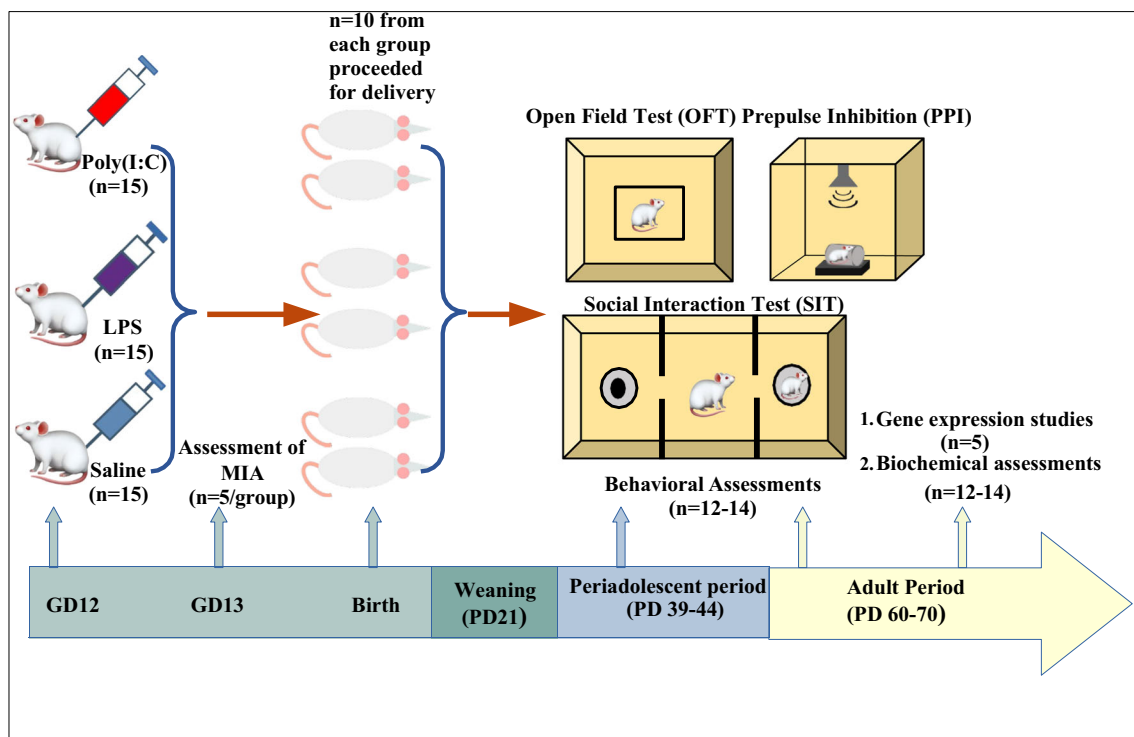 n=10 from
each group
proceeded
for delivery
Poly(I:C)
(n=15)
LPS
(n=15)
Saline
(n=15)
Assessment of
MIA
(n=5/group)
Open Field Test (OFT) Prepulse Inhibition (PPI)
Social Interaction Test (SIT)
Behavioral Assessments
(n=12-14)
1. Gene expression studies
(n=5)
2. Biochemical assessments
(n=12-14)
GD12
GD13
Birth
Weaning
(PD21)
Periadolescent period
(PD 39-44)
Adult Period
(PD 60-70)